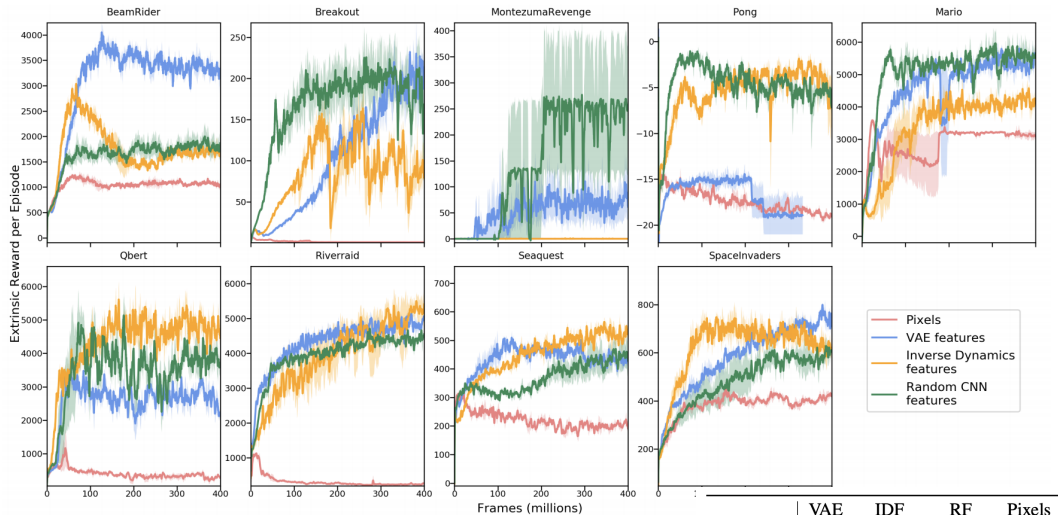 BeamRider
Breakout
MontezumaRevenge
Pong
Mario
4000
3500
3000
2500
2000
1500
1000
500
0
250
200
150
100
50
0
400
350
300
250
200
150
100
50
0
0
−5
−10
−15
−20
6000
5000
4000
3000
2000
1000
0
Extrinsic Reward per Episode
Qbert
Riverraid
Seaquest
SpaceInvaders
6000
5000
4000
3000
2000
1000
0 100 200 300 400
6000
5000
4000
3000
2000
1000
0
0 100 200 300 400
700
600
500
400
300
200
100
0
0 100 200 300 400
800
600
400
200
Pixels
VAE features
Inverse Dynamics
features
Random CNN
features
Frames (millions)
VAE IDF RF Pixels